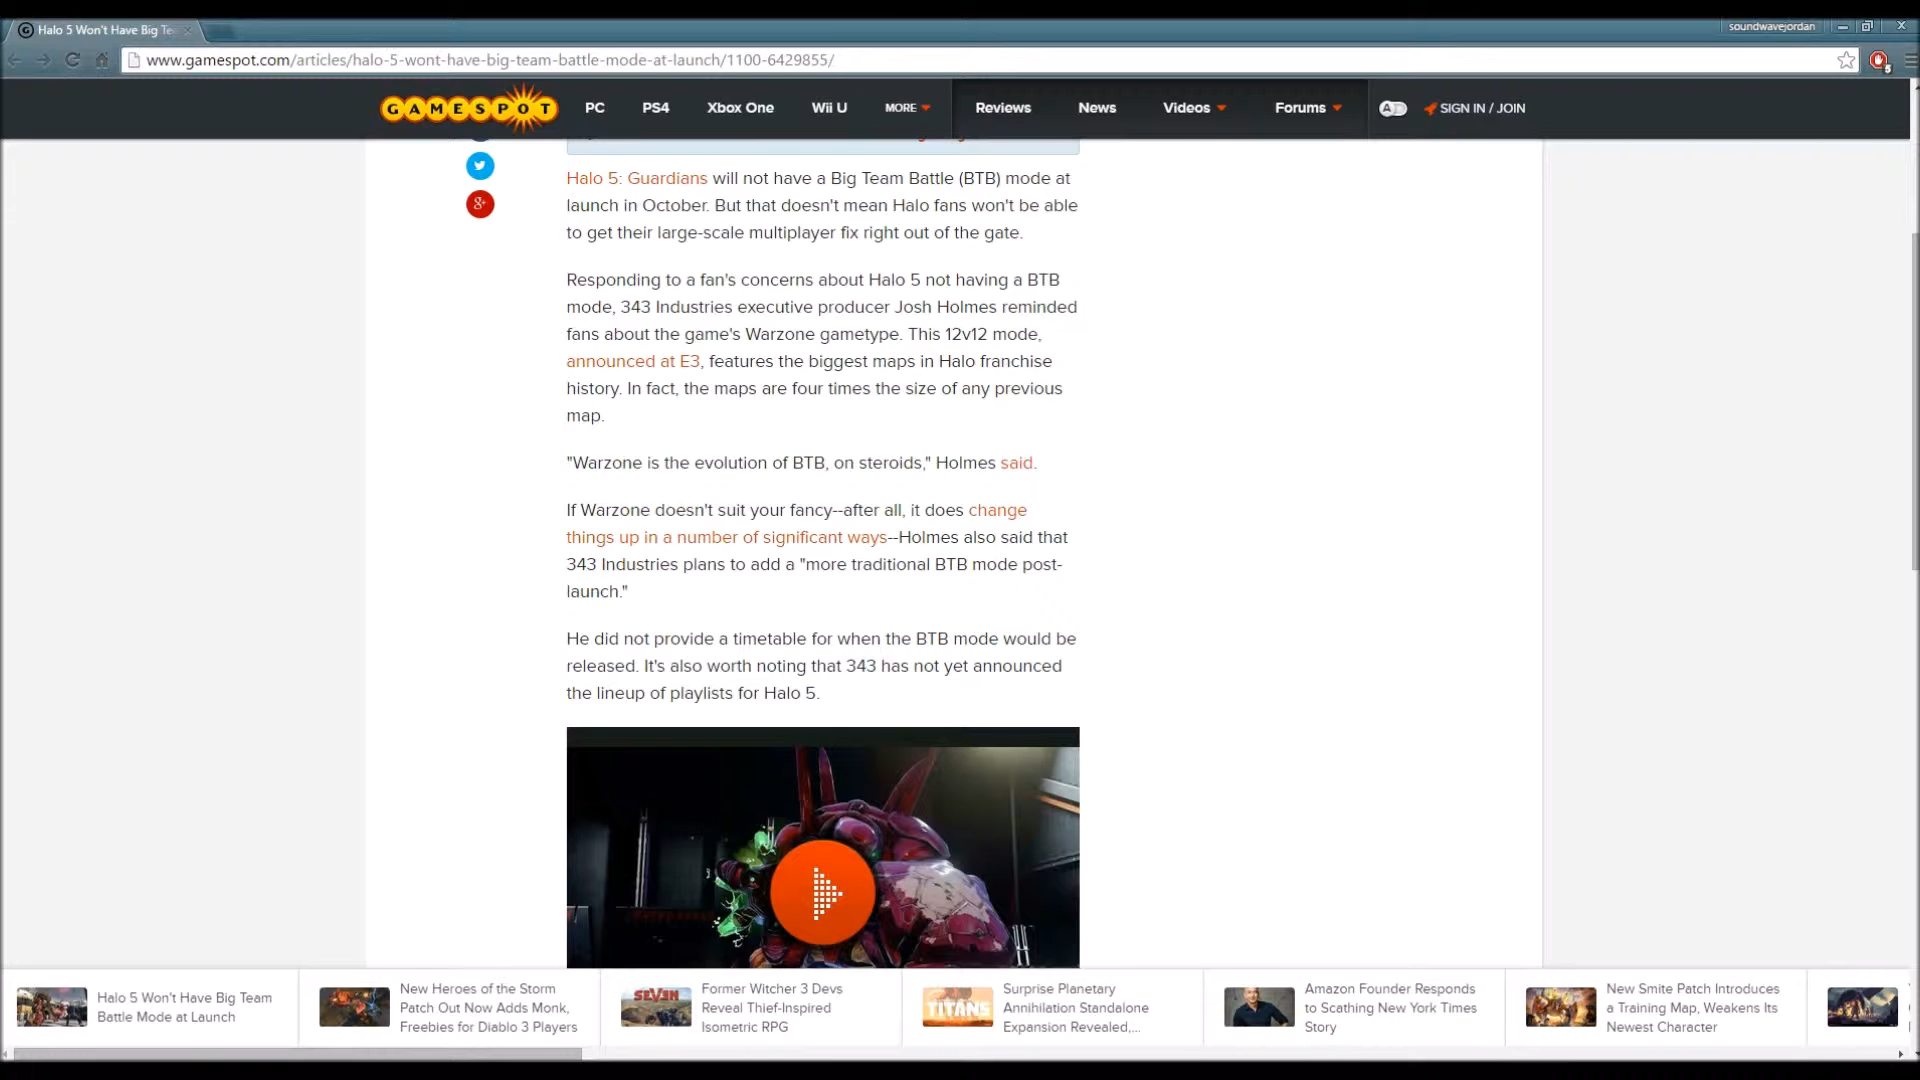 Halo 5 Won't Have Big Te
soundwavejordan
www.gamespot.com/articles/halo-5-wont-have-big-team-battle-mode-at-launch/1100-6429855/
GAMESPOT
PC
PS4
Xbox One
Wii U
MORE
Reviews
News
Videos
Forums
SIGN IN / JOIN
Halo 5: Guardians will not have a Big Team Battle (BTB) mode at
launch in October. But that doesn't mean Halo fans won't be able
to get their large-scale multiplayer fix right out of the gate.
Responding to a fan's concerns about Halo 5 not having a BTB
mode, 343 Industries executive producer Josh Holmes reminded
fans about the game's Warzone gametype. This 12v12 mode,
announced at E3, features the biggest maps in Halo franchise
history. In fact, the maps are four times the size of any previous
map.
"Warzone is the evolution of BTB, on steroids," Holmes said.
If Warzone doesn't suit your fancy--after all, it does change
things up in a number of significant ways--Holmes also said that
343 Industries plans to add a "more traditional BTB mode post-
launch."
He did not provide a timetable for when the BTB mode would be
released. It's also worth noting that 343 has not yet announced
the lineup of playlists for Halo 5.
Halo 5 Won't Have Big Team
Battle Mode at Launch
New Heroes of the Storm
Patch Out Now Adds Monk,
Freebies for Diablo 3 Players
SEVEN
Former Witcher 3 Devs
Reveal Thief-Inspired
Isometric RPG
TITANS
Surprise Planetary
Annihilation Standalone
Expansion Revealed,...
Amazon Founder Responds
to Scathing New York Times
Story
New Smite Patch Introduces
a Training Map, Weakens Its
Newest Character